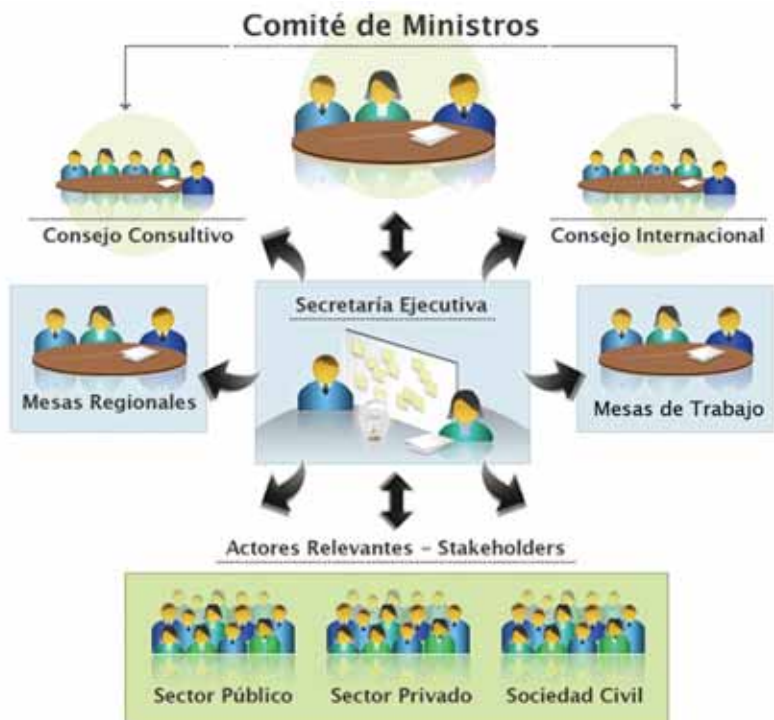 Comité de Ministros
Consejo Consultivo
Consejo Internacional
Secretaría Ejecutiva
Mesas Regionales
Mesas de Trabajo
Actores Relevantes - Stakeholders
Sector Público
Sector Privado
Sociedad Civil